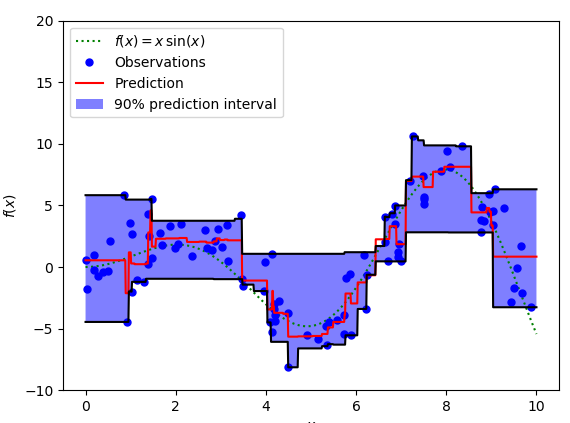 20
15
10
5
0
−5
−10
f(x)
f(x) = x sin(x)
Observations
Prediction
90% prediction interval
0
2
4
6
8
10